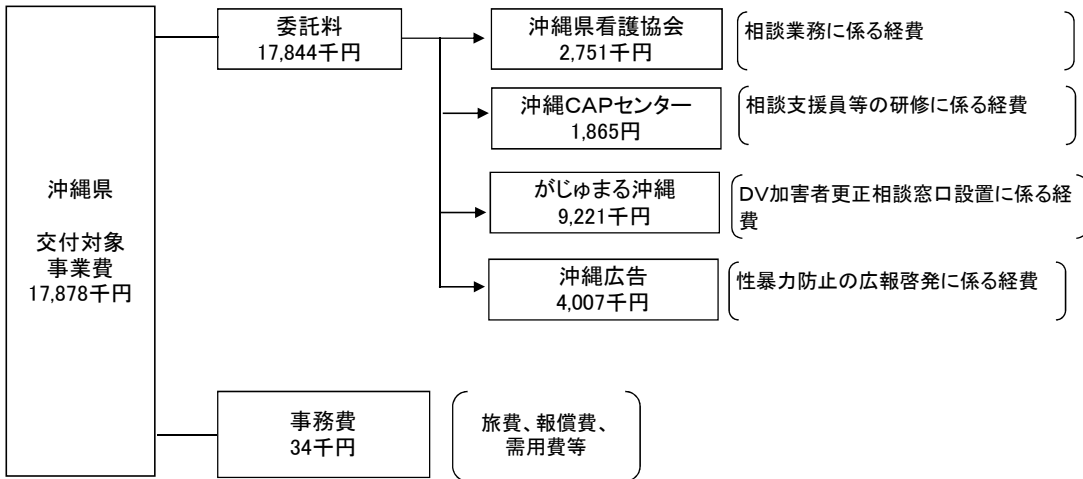 沖縄県
交付対象
事業費
17,878千円
委託料
17,844千円
沖縄県看護協会
2,751千円
相談業務に係る経費
沖縄CAPセンター
1,865円
相談支援員等の研修に係る経費
がじゅまる沖縄
9,221千円
DV加害者更正相談窓口設置に係る経
費
沖縄広告
4,007千円
性暴力防止の広報啓発に係る経費
事務費
34千円
旅費、報償費、
需用費等